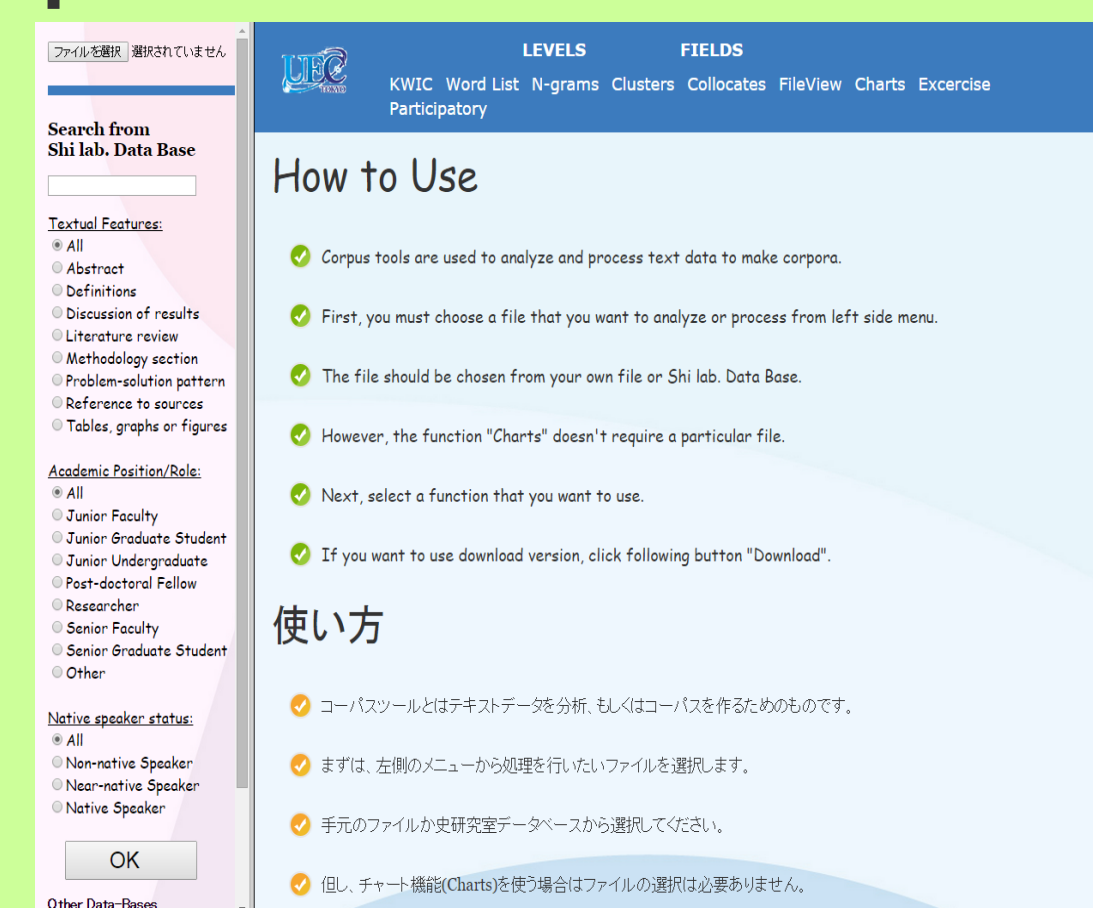 ファイルを選択 選択されていません
Search from
Shi lab. Data Base
Textual Features:
All
Abstract
Definitions
Discussion of results
Literature review
Methodology section
Problem-solution pattern
Reference to sources
Tables, graphs or figures
Academic Position/Role:
All
Junior Faculty
Junior Graduate Student
Junior Undergraduate
Post-doctoral Fellow
Researcher
Senior Faculty
Senior Graduate Student
Other
Native speaker status:
All
Non-native Speaker
Near-native Speaker
Native Speaker
OK
Other Data-Bases
UEC
TOKYO
LEVELS FIELDS
KWIC Word List N-grams Clusters Collocates FileView Charts Excercise
Participatory
How to Use
Corpus tools are used to analyze and process text data to make corpora.
First, you must choose a file that you want to analyze or process from left side menu.
The file should be chosen from your own file or Shi lab. Data Base.
However, the function "Charts" doesn't require a particular file.
Next, select a function that you want to use.
If you want to use download version, click following button "Download".
使い方
コーパスツールとはテキストデータを分析、もしくはコーパスを作るためのものです。
まずは、左側のメニューから処理を行いたいファイルを選択します。
手元のファイルか史研究室データベースから選択してください。
但し、チャート機能(Charts)を使う場合はファイルの選択は必要ありません。